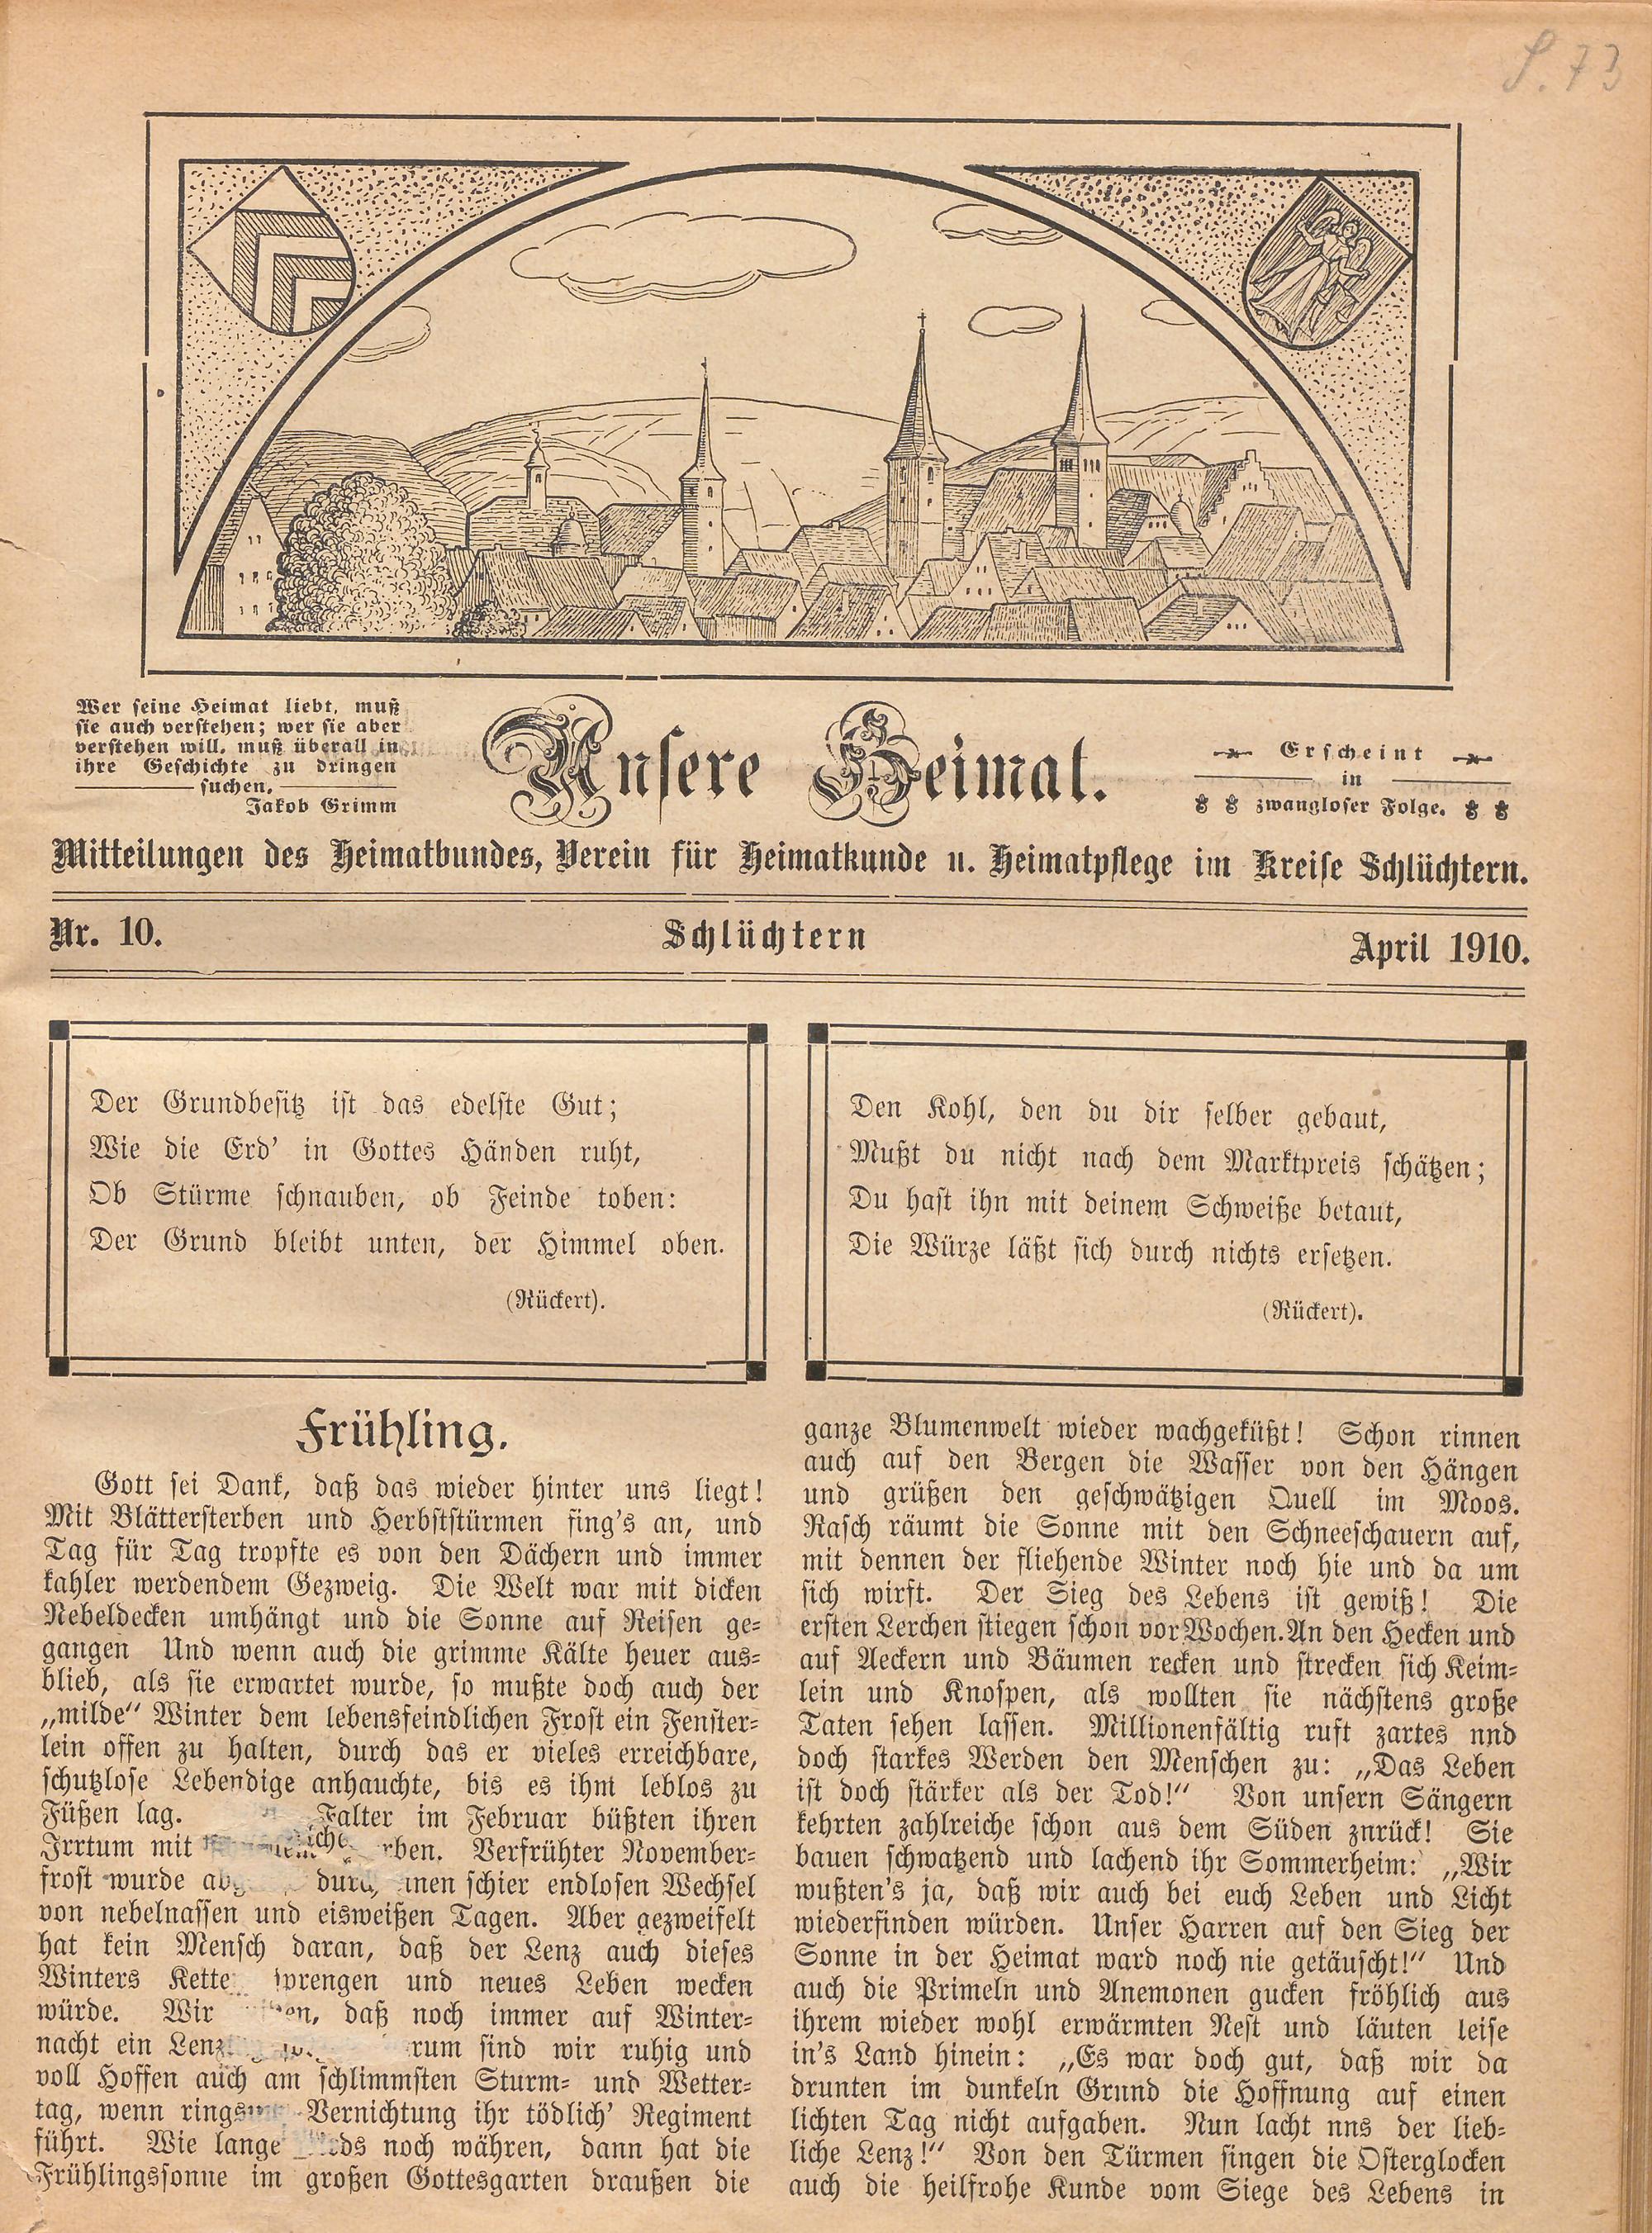 S. 73
Wer seine Heimat liebt, muß
sie auch verstehen; wer sie aber
verstehen will, muß überall in
ihre Geschichte zu dringen
suchen.
Jakob Grimm
Unsere Heimat.
Erscheint
in
zwangloser Folge.
Mitteilungen des Heimatbundes, Verein für Heimatkunde u. Heimatpflege im Kreise Schlüchtern.
Nr. 10.
Schlüchtern
April 1910.
Der Grundbesitz ist das edelste Gut;
Wie die Erd' in Gottes Händen ruht,
Ob Stürme schnauben, ob Feinde toben:
Der Grund bleibt unten, der Himmel oben.
(Rückert).
Den Kohl, den du dir selber gebaut,
Mußt du nicht nach dem Marktpreis schätzen;
Du hast ihn mit deinem Schweiße betaut,
Die Würze läßt sich durch nichts ersetzen.
(Rückert).
Frühling.
Gott sei Dank, daß das wieder hinter uns liegt!
Mit Blättersterben und Herbststürmen fing's an, und
Tag für Tag tropfte es von den Dächern und immer
kahler werdendem Gezweig. Die Welt war mit dicken
Nebeldecken umhängt und die Sonne auf Reisen ge-
gangen Und wenn auch die grimme Kälte heuer aus-
blieb, als sie erwartet wurde, so mußte doch auch der
„milde“ Winter dem lebensfeindlichen Frost ein Fenster-
lein offen zu halten, durch das er vieles erreichbare,
schutzlose Lebendige anhauchte, bis es ihm leblos zu
Füßen lag. Falter im Februar büßten ihren
Irrtum mit Verfrühter November-
frost wurde schier endlosen Wechsel
von nebelnassen und eisweißen Tagen. Aber gezweifelt
hat kein Mensch daran, daß der Lenz auch dieses
Winters sprengen und neues Leben wecken
würde. Wir daß noch immer auf Winter-
nacht ein sind wir ruhig und
voll Hoffen auch am schlimmsten Sturm- und Wetter-
tag, wenn Vernichtung ihr tödlich' Regiment
führt. Wie lange noch währen, dann hat die
Frühlingssonne im großen Gottesgarten draußen die
ganze Blumenwelt wieder wachgeküßt! Schon rinnen
auch auf den Bergen die Wasser von den Hängen
und grüßen den geschwätzigen Quell im Moos.
Rasch räumt die Sonne mit den Schneeschauern auf,
mit dennen der fliehende Winter noch hie und da um
sich wirft. Der Sieg des Lebens ist gewiß! Die
ersten Lerchen stiegen schon vor Wochen. An den Hecken und
auf Aeckern und Bäumen recken und strecken sich Keim-
lein und Knospen, als wollten sie nächstens große
Taten sehen lassen. Millionenfältig ruft zartes nnd
doch starkes Werden den Menschen zu: „Das Leben
ist doch stärker als der Tod!“ Von unsern Sängern
kehrten zahlreiche schon aus dem Süden znrück! Sie
bauen schwatzend und lachend ihr Sommerheim: „Wir
wußten's ja, daß wir auch bei euch Leben und Licht
wiederfinden würden. Unser Harren auf den Sieg der
Sonne in der Heimat ward noch nie getäuscht!“ Und
auch die Primeln und Anemonen gucken fröhlich aus
ihrem wieder wohl erwärmten Nest und läuten leise
in's Land hinein: „Es war doch gut, daß wir da
drunten im dunkeln Grund die Hoffnung auf einen
lichten Tag nicht aufgaben. Nun lacht nns der lieb-
liche Lenz!“ Von den Türmen singen die Osterglocken
auch die heilfrohe Kunde vom Siege des Lebens in